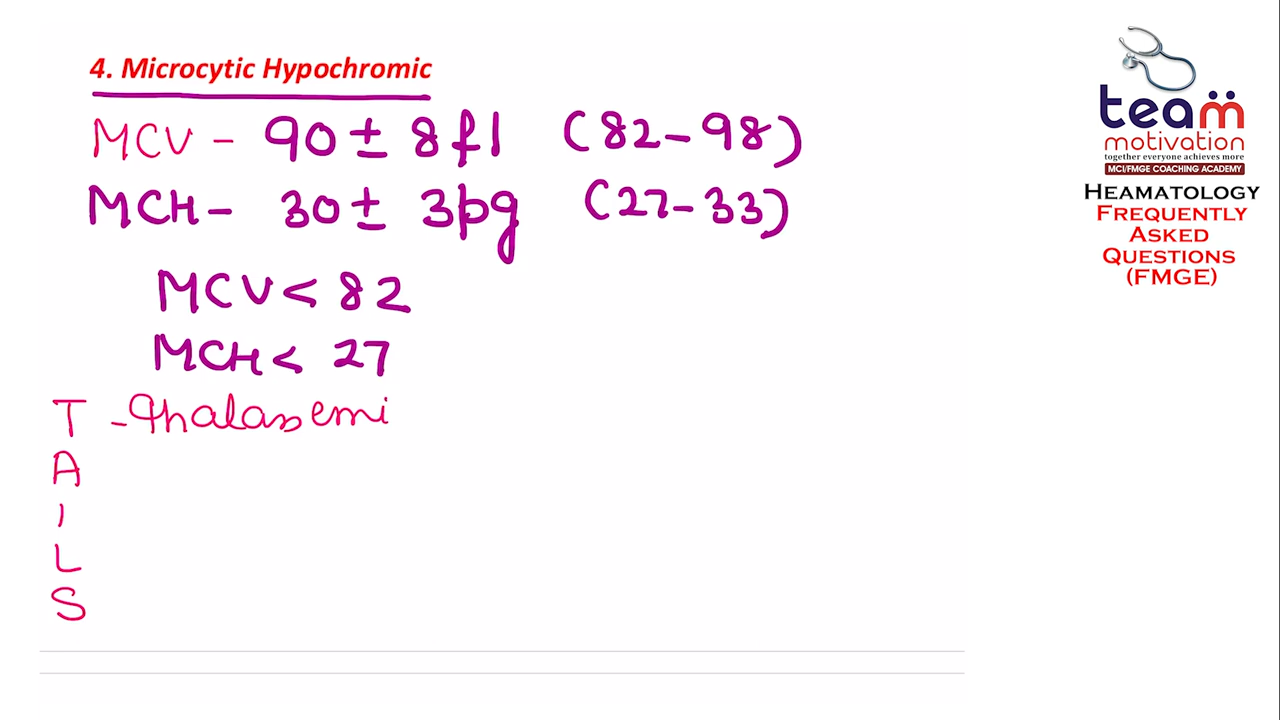 4. Microcytic Hypochromic
MCV - 90 ± 8 fl (82-98)
MCH - 30 ± 3pg (27-33)
MCV < 82
MCH < 27
T - thalassemi
A
I
L
S
team
motivation
together everyone achieves more
MCI/FMGE COACHING ACADEMY
HEAMATOLOGY
FREQUENTLY
ASKED
QUESTIONS
(FMGE)